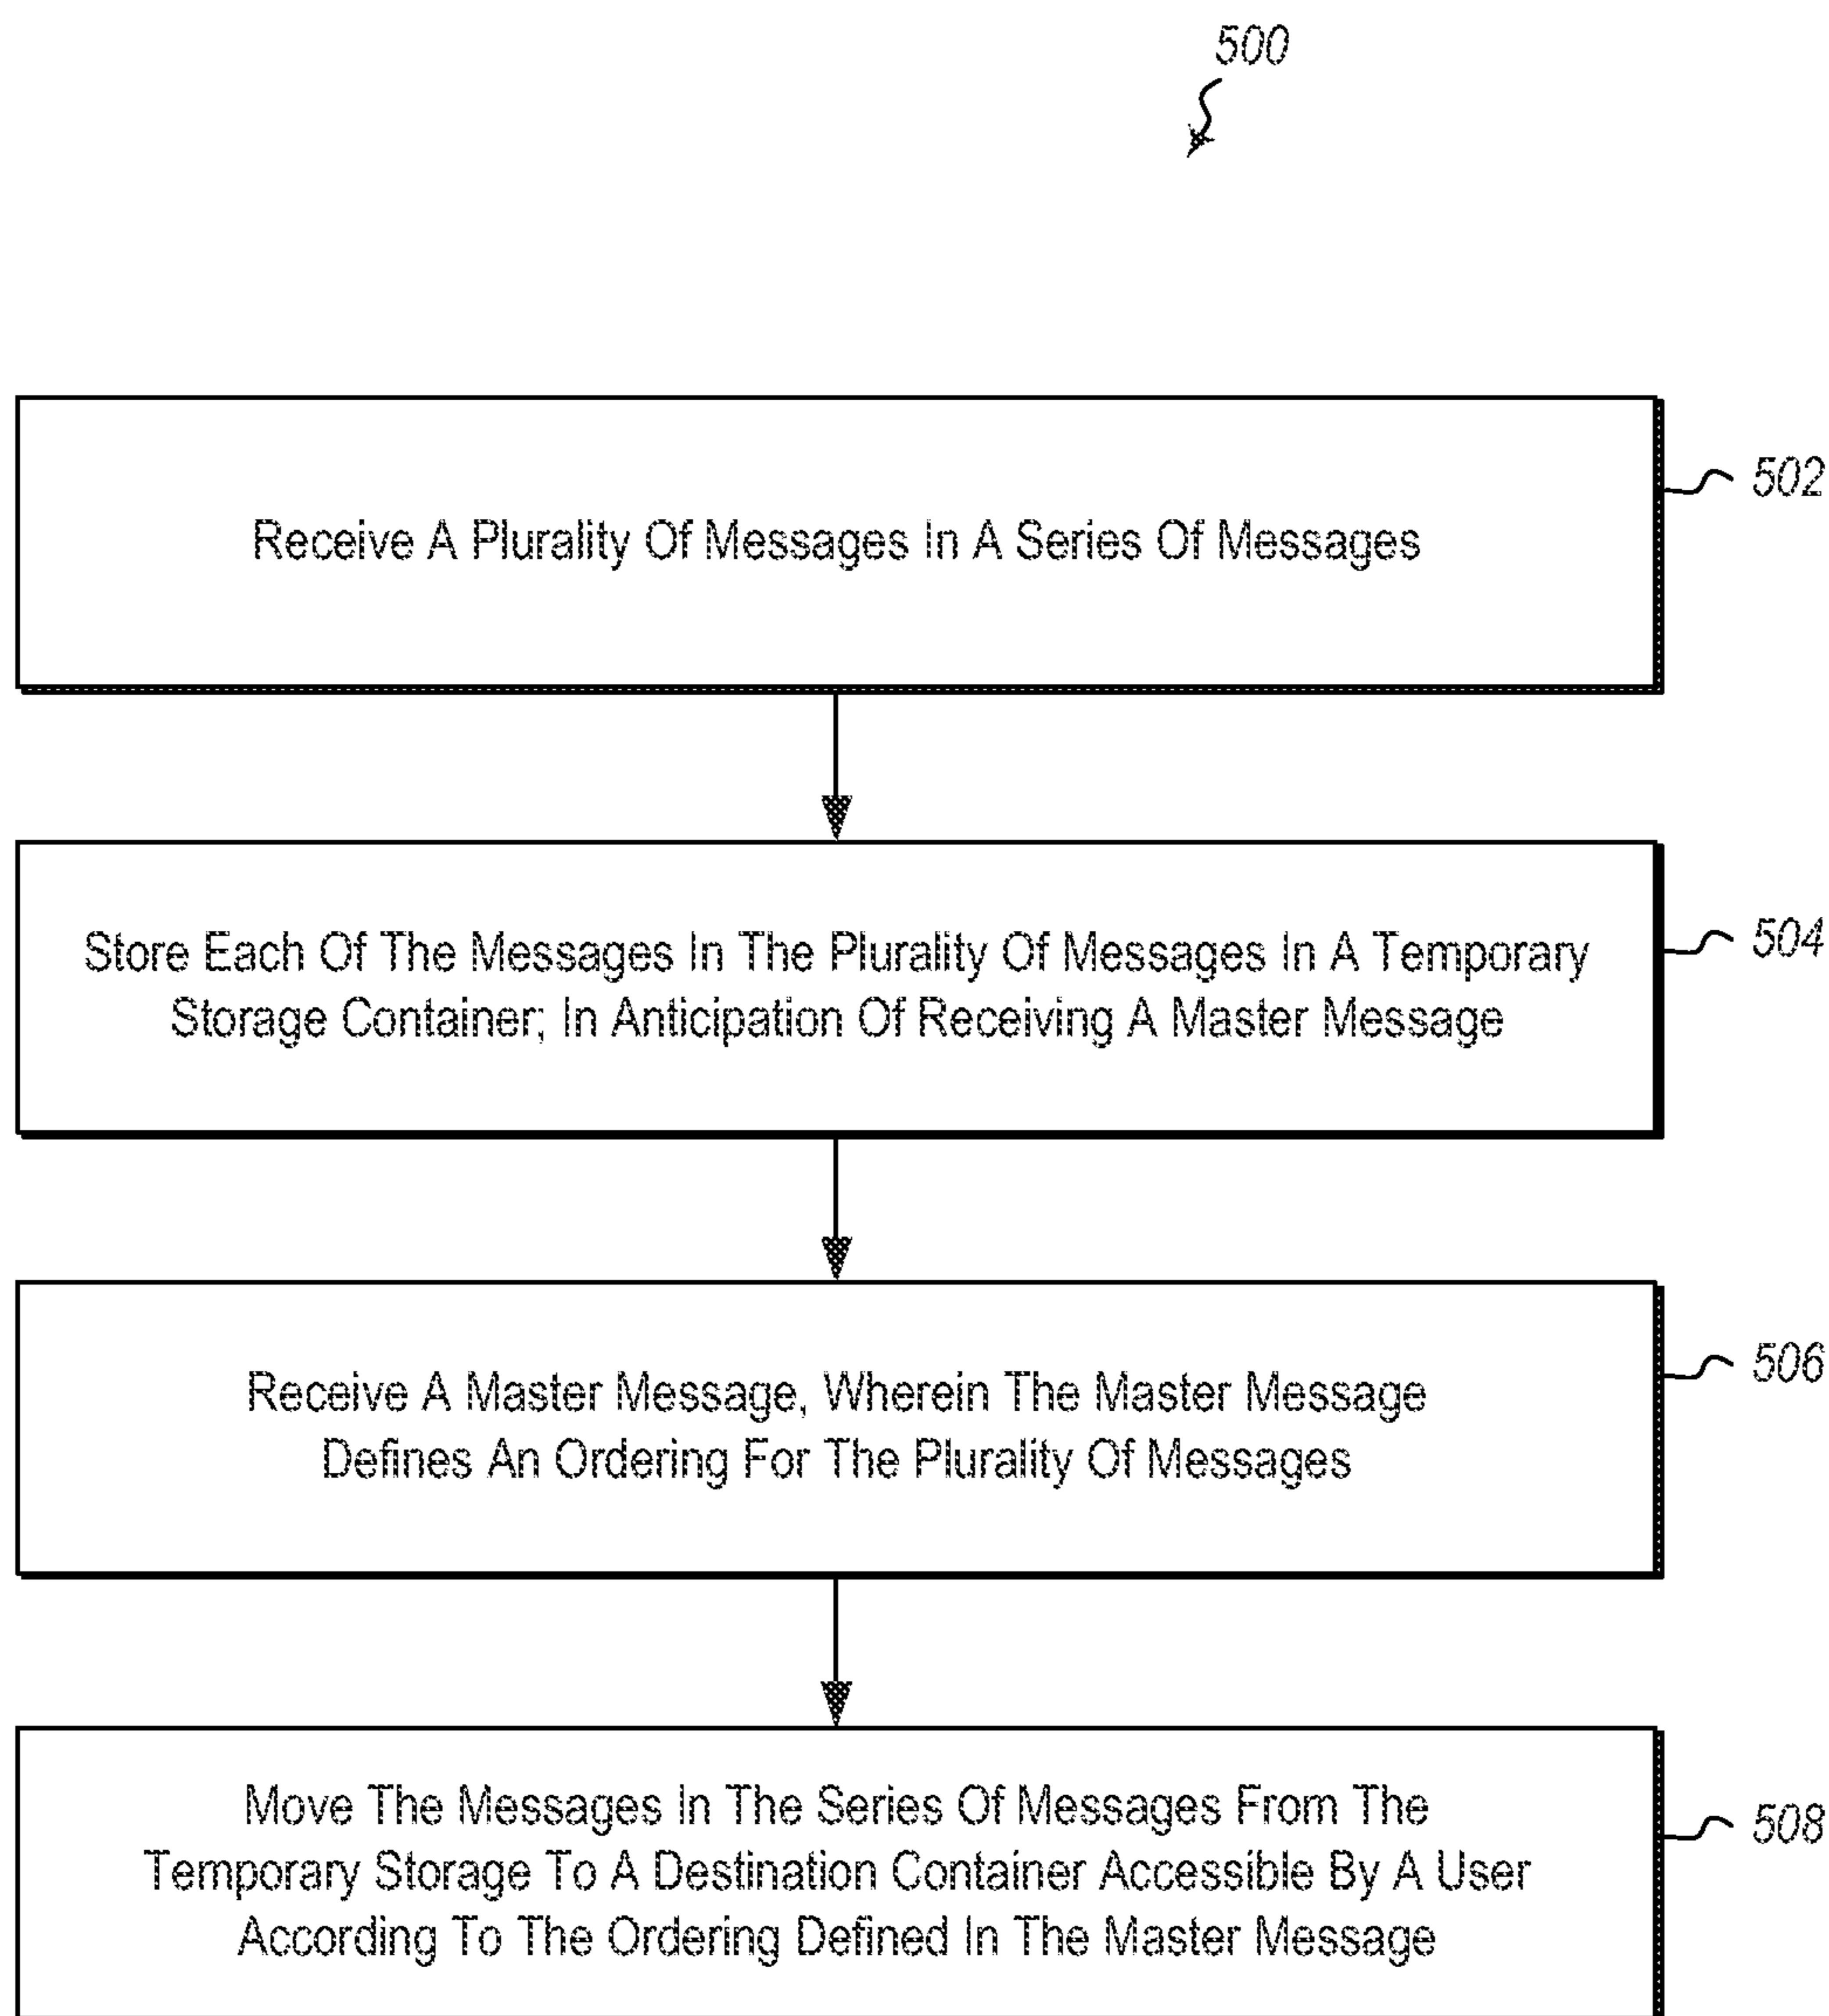 500
Receive A Plurality Of Messages In A Series Of Messages
502
Store Each Of The Messages In The Plurality Of Messages In A Temporary
Storage Container; In Anticipation Of Receiving A Master Message
504
Receive A Master Message, Wherein The Master Message
Defines An Ordering For The Plurality Of Messages
506
Move The Messages In The Series Of Messages From The
Temporary Storage To A Destination Container Accessible By A User
According To The Ordering Defined In The Master Message
508